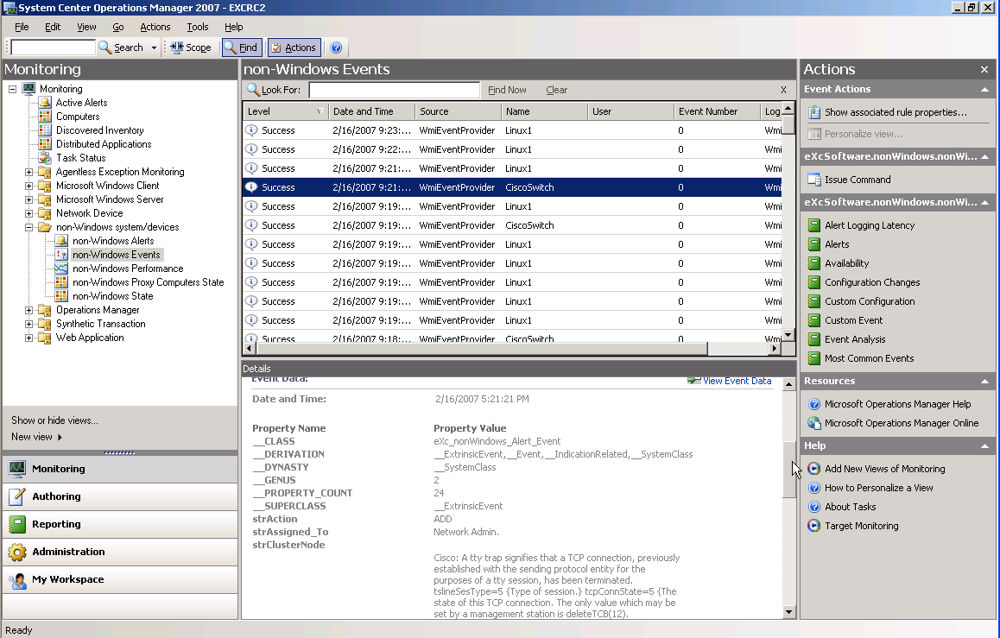 System Center Operations Manager 2007 - EXCRC2
File Edit View Go Actions Tools Help
Search Scope Find Actions
Monitoring
Monitoring
Active Alerts
Computers
Discovered Inventory
Distributed Applications
Task Status
Agentless Exception Monitoring
Microsoft Windows Client
Microsoft Windows Server
Network Device
non-Windows system/devices
non-Windows Alerts
non-Windows Events
non-Windows Performance
non-Windows Proxy Computers State
non-Windows State
Operations Manager
Synthetic Transaction
Web Application
Show or hide views...
New view
Monitoring
Authoring
Reporting
Administration
My Workspace
non-Windows Events
Look For: Find Now Clear X
Level Date and Time Source Name User Event Number Log
Success 2/16/2007 9:23:... WmiEventProvider Linux1 0 Wmi
Success 2/16/2007 9:22:... WmiEventProvider Linux1 0 Wmi
Success 2/16/2007 9:21:... WmiEventProvider Linux1 0 Wmi
Success 2/16/2007 9:21:... WmiEventProvider CiscoSwitch 0 Wmi
Success 2/16/2007 9:19:... WmiEventProvider Linux1 0 Wmi
Success 2/16/2007 9:19:... WmiEventProvider CiscoSwitch 0 Wmi
Success 2/16/2007 9:19:... WmiEventProvider Linux1 0 Wmi
Success 2/16/2007 9:19:... WmiEventProvider Linux1 0 Wmi
Success 2/16/2007 9:19:... WmiEventProvider Linux1 0 Wmi
Success 2/16/2007 9:19:... WmiEventProvider Linux1 0 Wmi
Success 2/16/2007 9:19:... WmiEventProvider Linux1 0 Wmi
Success 2/16/2007 9:18:... WmiEventProvider CiscoSwitch 0 Wmi
Details
Event Data: View Event Data
Date and Time: 2/16/2007 5:21:21 PM
Property Name Property Value
__CLASS eXc_nonWindows_Alert_Event
__DERIVATION __ExtrinsicEvent,__Event,__IndicationRelated,__SystemClass
__DYNASTY __SystemClass
__GENUS 2
__PROPERTY_COUNT 24
__SUPERCLASS __ExtrinsicEvent
strAction ADD
strAssigned_To Network Admin.
strClusterNode
Cisco: A tty trap signifies that a TCP connection, previously
established with the sending protocol entity for the
purposes of a tty session, has been terminated.
tslineSesType=5 {Type of session.} tcpConnState=5 {The
state of this TCP connection. The only value which may be
set by a management station is deleteTCB(12).
Actions
Event Actions
Show associated rule properties...
Personalize view...
eXcSoftware.nonWindows.nonWi...
Issue Command
eXcSoftware.nonWindows.nonWi...
Alert Logging Latency
Alerts
Availability
Configuration Changes
Custom Configuration
Custom Event
Event Analysis
Most Common Events
Resources
Microsoft Operations Manager Help
Microsoft Operations Manager Online
Help
Add New Views of Monitoring
How to Personalize a View
About Tasks
Target Monitoring
Ready